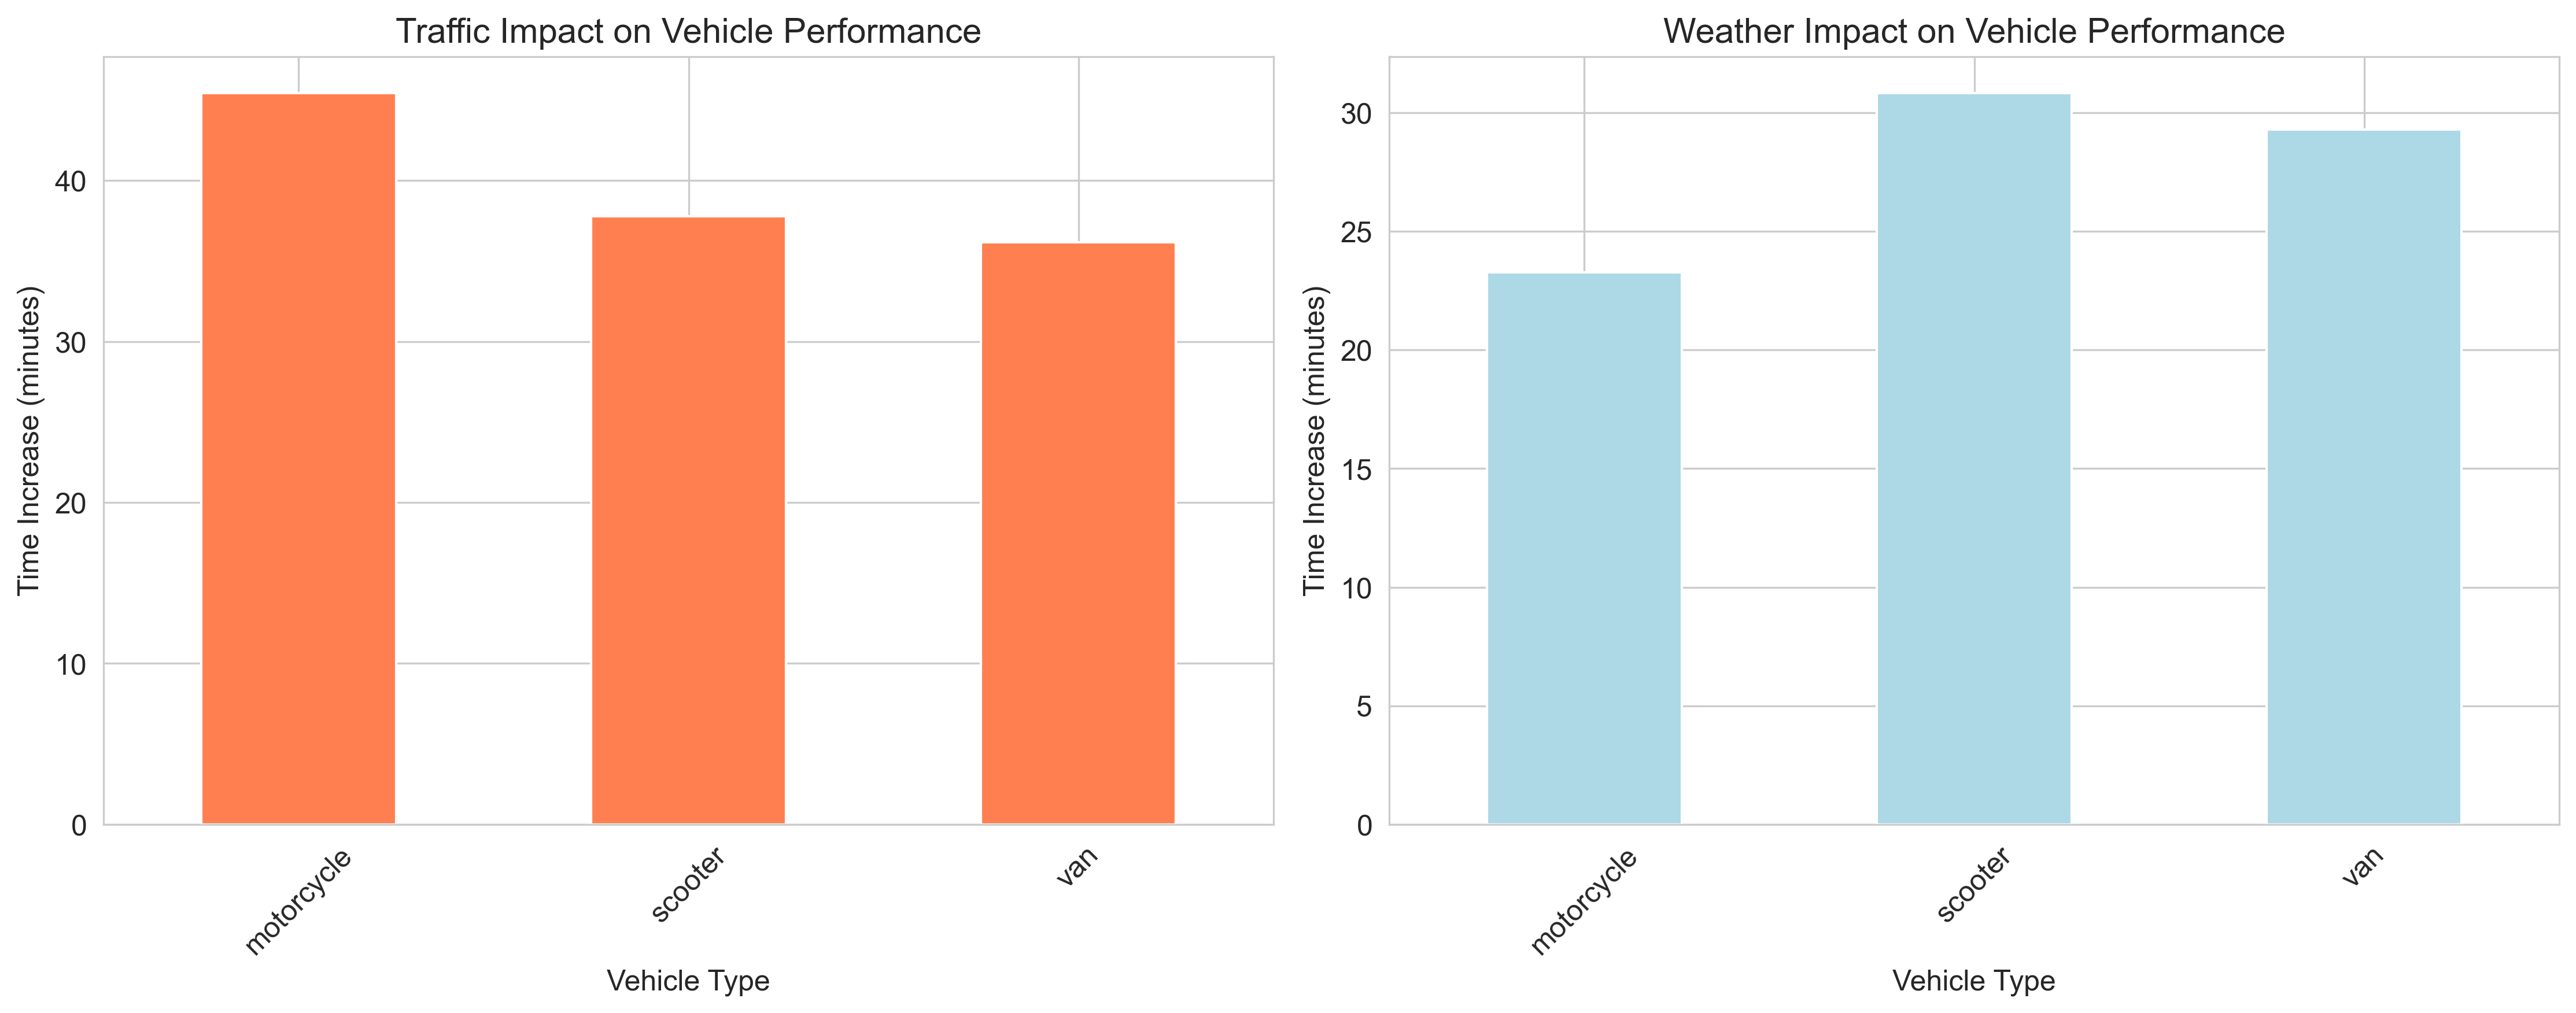 Traffic Impact on Vehicle Performance
Time Increase (minutes)
40
30
20
10
0
motorcycle
scooter
van
Vehicle Type
Weather Impact on Vehicle Performance
Time Increase (minutes)
30
25
20
15
10
5
0
motorcycle
scooter
van
Vehicle Type